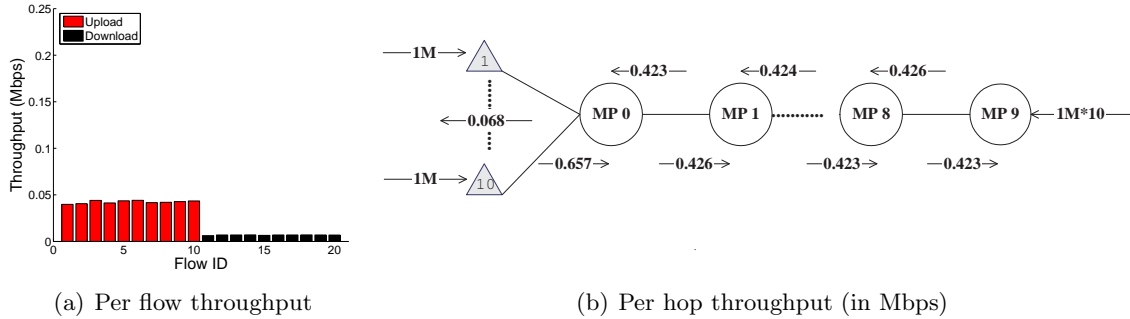 0.25
0.2
0.15
0.1
0.05
0
Throughput (Mbps)
Upload
Download
0 5 10 15 20
Flow ID
(a) Per flow throughput
1M
1
0.068
1M
10
0.423
0.424
0.426
MP 0
MP 1
MP 8
MP 9
1M*10
0.657
0.426
0.423
0.423
(b) Per hop throughput (in Mbps)